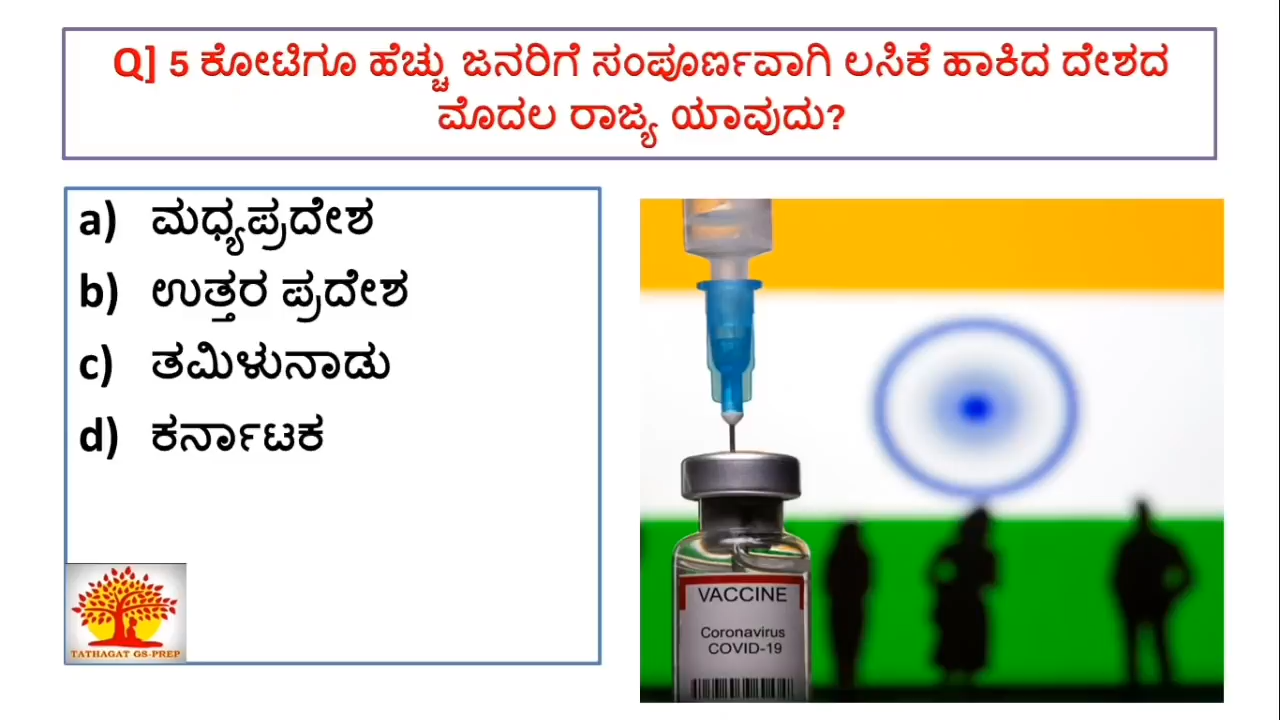 Q] 5 ಕೋಟಿಗೂ ಹೆಚ್ಚು ಜನರಿಗೆ ಸಂಪೂರ್ಣವಾಗಿ ಲಸಿಕೆ ಹಾಕಿದ ದೇಶದ
ಮೊದಲ ರಾಜ್ಯ ಯಾವುದು?
a) ಮಧ್ಯಪ್ರದೇಶ
b) ಉತ್ತರ ಪ್ರದೇಶ
c) ತಮಿಳುನಾಡು
d) ಕರ್ನಾಟಕ
TATHAGAT GS-PREP
VACCINE
Coronavirus
COVID-19